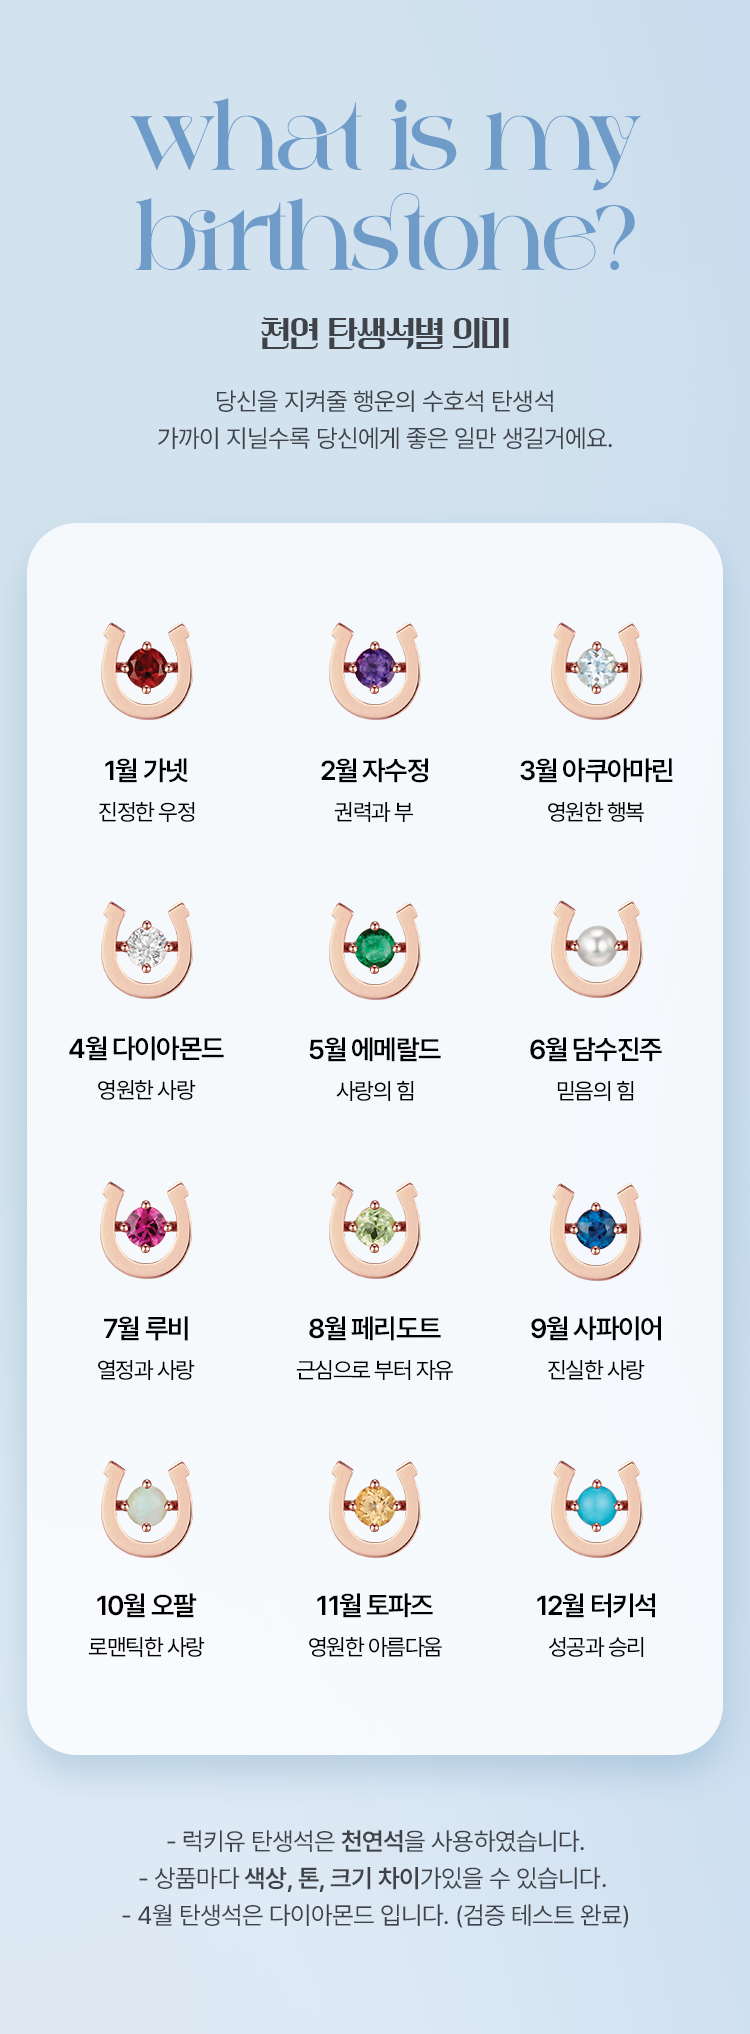 what is my
birthstone?
천연 탄생석별 의미
당신을 지켜줄 행운의 수호석 탄생석
가까이 지닐수록 당신에게 좋은 일만 생길거에요.
1월 가넷
진정한 우정
2월 자수정
권력과 부
3월 아쿠아마린
영원한 행복
4월 다이아몬드
영원한 사랑
5월 에메랄드
사랑의 힘
6월 담수진주
믿음의 힘
7월 루비
열정과 사랑
8월 페리도트
근심으로 부터 자유
9월 사파이어
진실한 사랑
10월 오팔
로맨틱한 사랑
11월 토파즈
영원한 아름다움
12월 터키석
성공과 승리
- 럭키유 탄생석은 천연석을 사용하였습니다.
- 상품마다 색상, 톤, 크기 차이가있을 수 있습니다.
- 4월 탄생석은 다이아몬드 입니다. (검증 테스트 완료)